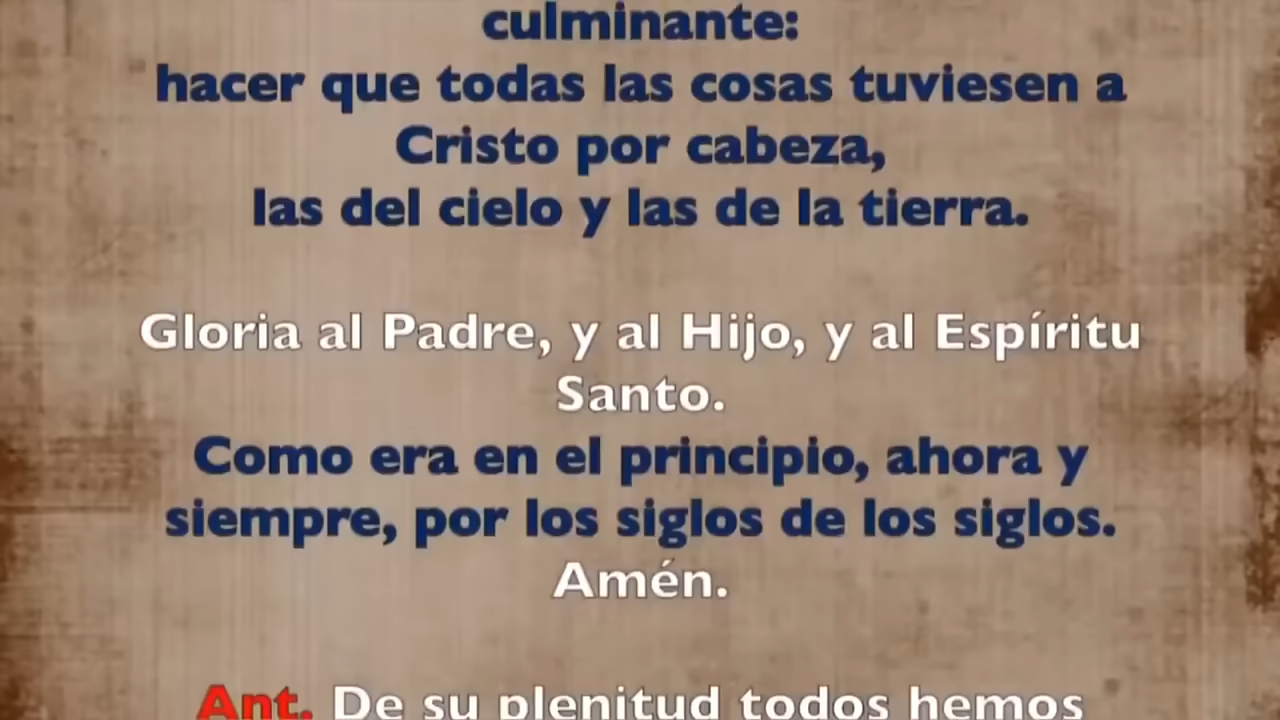 culminante:
hacer que todas las cosas tuviesen a
Cristo por cabeza,
las del cielo y las de la tierra.
Gloria al Padre, y al Hijo, y al Espíritu
Santo.
Como era en el principio, ahora y
siempre, por los siglos de los siglos.
Amén.
Ant. De su plenitud todos hemos